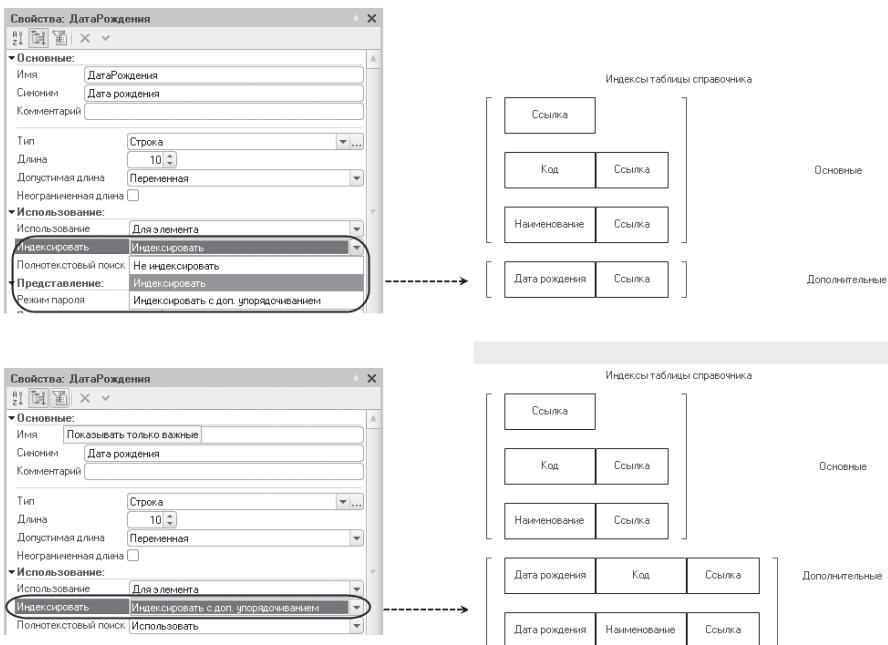 Свойства: ДатаРождения
Основные:
Имя ДатаРождения
Синоним Дата рождения
Комментарий
Тип Строка
Длина 10
Допустимая длина Переменная
Неограниченная длина
Использование:
Использование Для элемента
Индексировать Индексировать
Полнотекстовый поиск Не индексировать
Индексировать
Представление:
Режим пароля Индексировать с доп. упорядочиванием
Индексы таблицы справочника
Ссылка
Код Ссылка Основные
Наименование Ссылка
Дата рождения Ссылка Дополнительные
Свойства: ДатаРождения
Основные:
Имя Показывать только важные
Синоним Дата рождения
Комментарий
Тип Строка
Длина 10
Допустимая длина Переменная
Неограниченная длина
Использование:
Использование Для элемента
Индексировать Индексировать с доп. упорядочиванием
Полнотекстовый поиск Использовать
Индексы таблицы справочника
Ссылка
Код Ссылка Основные
Наименование Ссылка
Дата рождения Код Ссылка Дополнительные
Дата рождения Наименование Ссылка